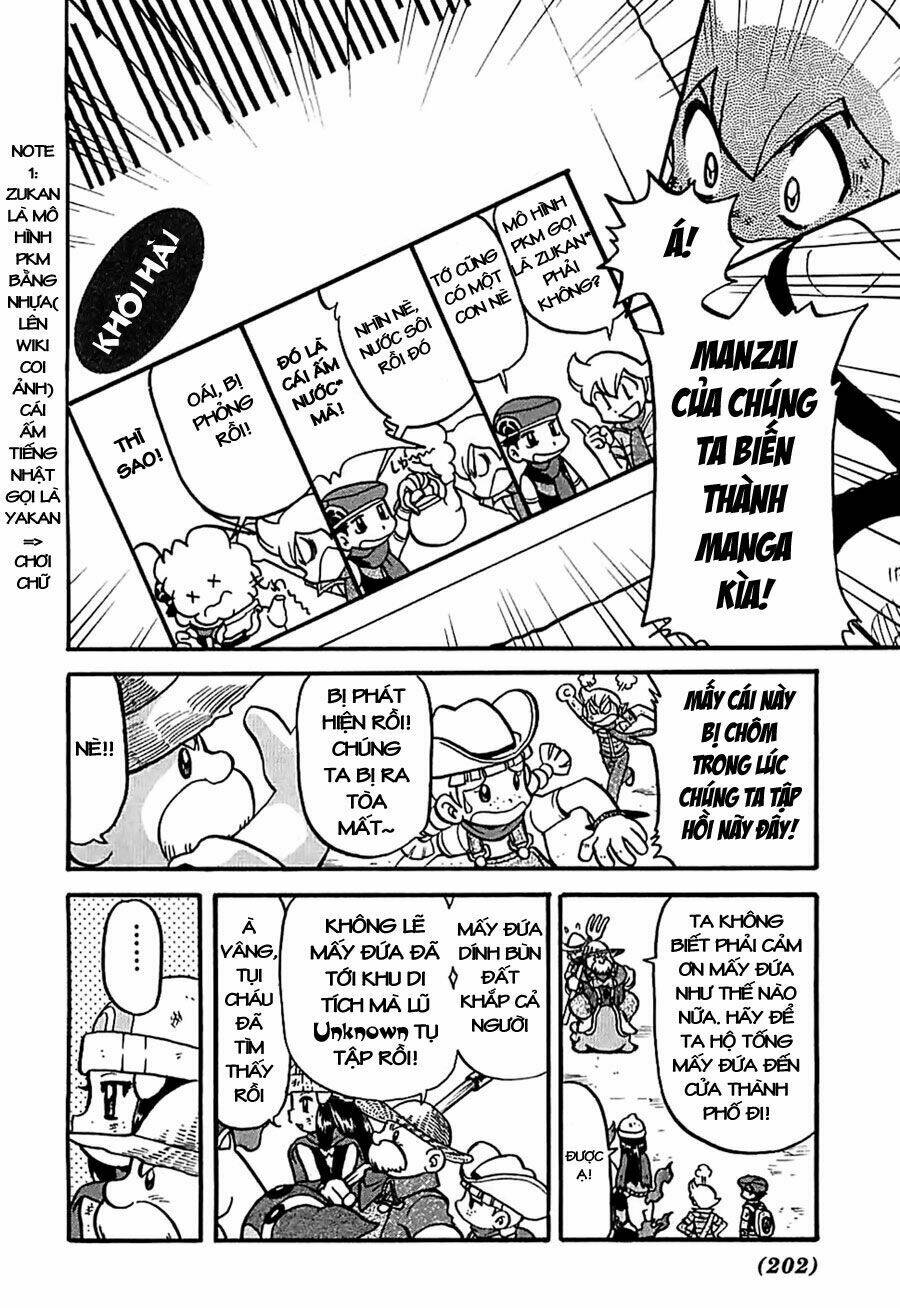 Á!
MANZAI
CỦA CHÚNG
TA BIẾN
THÀNH
MANGA
KÌA!
MÔ HÌNH
PKM GỌI
LÀ ZUKAN*
PHẢI
KHÔNG?
TỚ CŨNG
CÓ MỘT
CON NÈ
NHÌN NÈ,
NƯỚC SÔI
RỒI ĐÓ
ĐÓ LÀ
CÁI ẤM
NƯỚC*
MÀ!
OÁI, BỊ
PHỎNG
RỒI!
THÌ
SAO!
KHÔI HÀI
NOTE
1:
ZUKAN
LÀ MÔ
HÌNH
PKM
BẰNG
NHỰA(
LÊN
WIKI
COI
ẢNH)
CÁI
ẤM
TIẾNG
NHẬT
GỌI LÀ
YAKAN
=>
CHƠI
CHỮ
MẤY CÁI NÀY
BỊ CHÔM
TRONG LÚC
CHÚNG TA TẬP
HỒI NÃY ĐÂY!
BỊ PHÁT
HIỆN RỒI!
CHÚNG
TA BỊ RA
TÒA
MẤT~
NÈ!!
TA KHÔNG
BIẾT PHẢI CẢM
ƠN MẤY ĐỨA
NHƯ THẾ NÀO
NỮA. HÃY ĐỂ
TA HỘ TỐNG
MẤY ĐỨA ĐẾN
CỬA THÀNH
PHỐ ĐI!
ĐƯỢC
Ạ!
MẤY ĐỨA
DÍNH BÙN
ĐẤT
KHẮP CẢ
NGƯỜI
KHÔNG LẼ
MẤY ĐỨA ĐÃ
TỚI KHU DI
TÍCH MÀ LŨ
Unknown TỤ
TẬP RỒI!
À
VÂNG,
TỤI
CHÁU
ĐÃ
TÌM
THẤY
RỒI
......
(202)